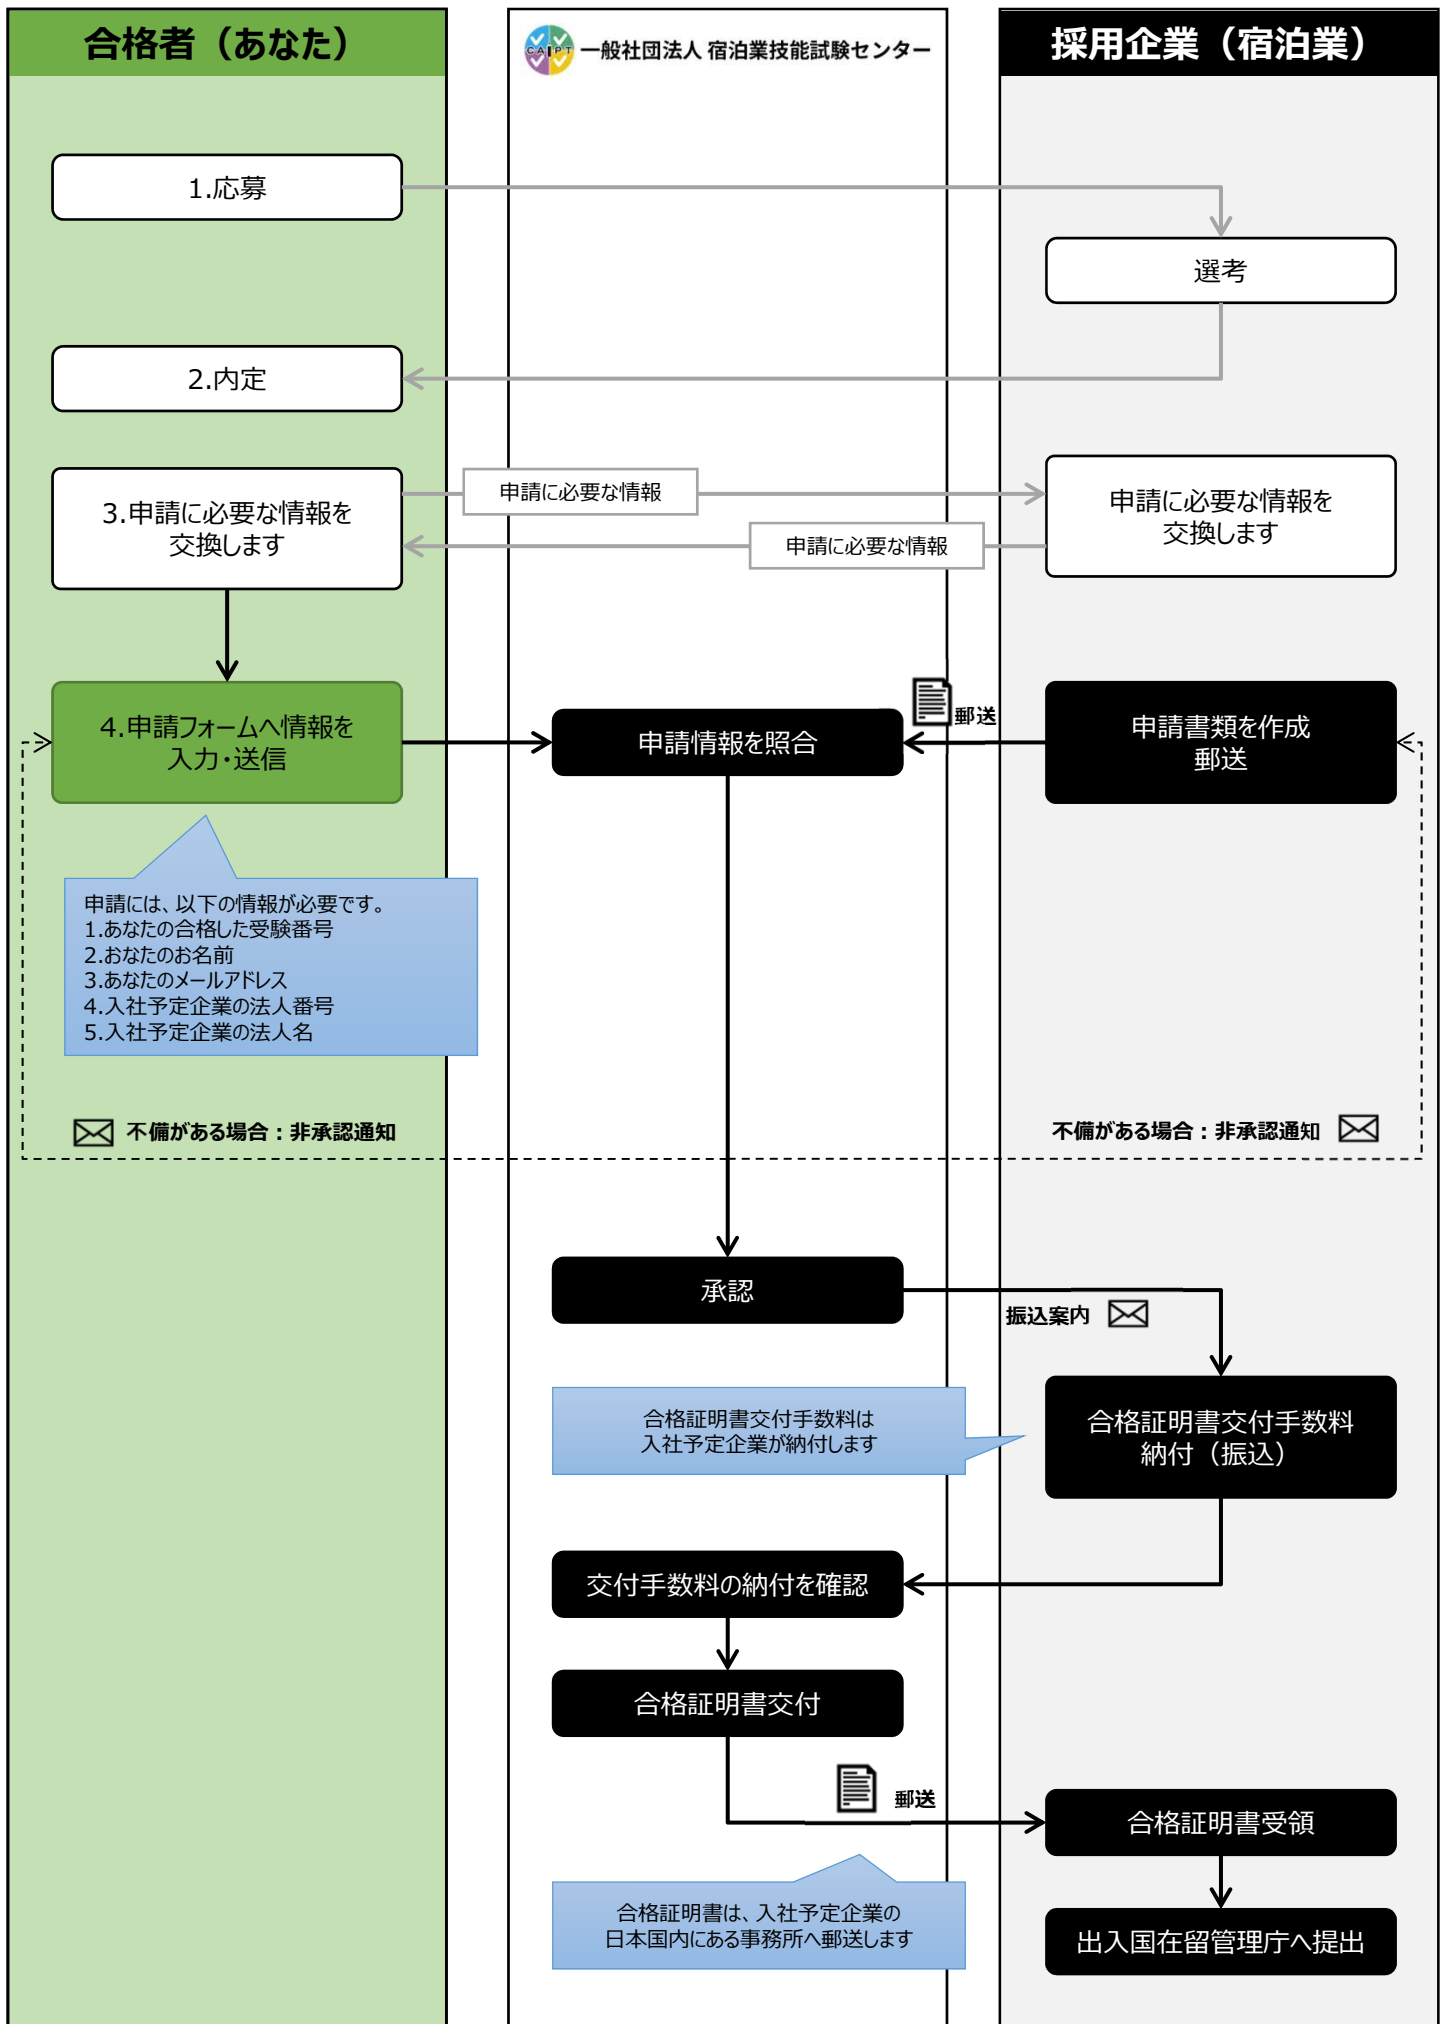 合格者（あなた）
CAIPT
一般社団法人 宿泊業技能試験センター
採用企業（宿泊業）
1.応募
選考
2.内定
3.申請に必要な情報を
交換します
申請に必要な情報
申請に必要な情報
申請に必要な情報を
交換します
4.申請フォームへ情報を
入力・送信
申請情報を照合
郵送
申請書類を作成
郵送
申請には、以下の情報が必要です。
1.あなたの合格した受験番号
2.おなたのお名前
3.あなたのメールアドレス
4.入社予定企業の法人番号
5.入社予定企業の法人名
不備がある場合：非承認通知
不備がある場合：非承認通知
承認
振込案内
合格証明書交付手数料は
入社予定企業が納付します
合格証明書交付手数料
納付（振込）
交付手数料の納付を確認
合格証明書交付
郵送
合格証明書受領
合格証明書は、入社予定企業の
日本国内にある事務所へ郵送します
出入国在留管理庁へ提出